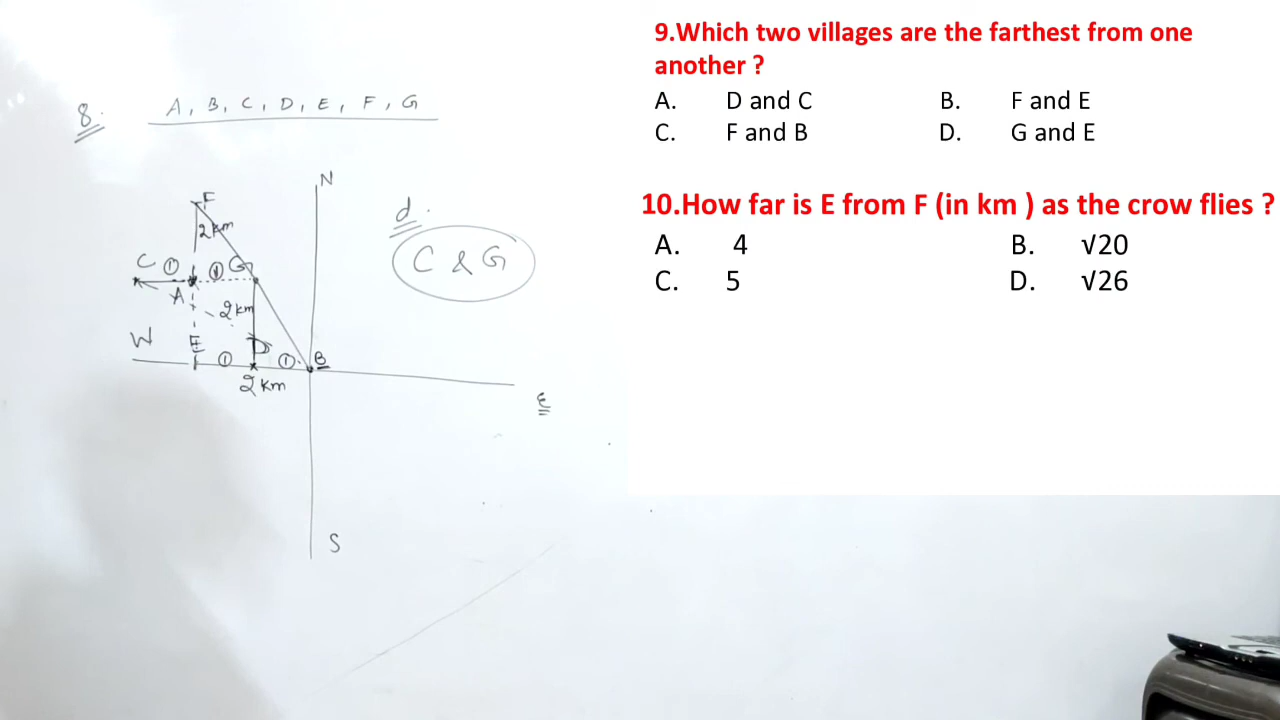 8. A, B, C, D, E, F, G
N
F
2km
d.
C & G
C ① ① G
A
2km
W
E ① D ①. B
2km
E
S
9.Which two villages are the farthest from one
another ?
A. D and C B. F and E
C. F and B D. G and E
10.How far is E from F (in km ) as the crow flies ?
A. 4 B. √20
C. 5 D. √26